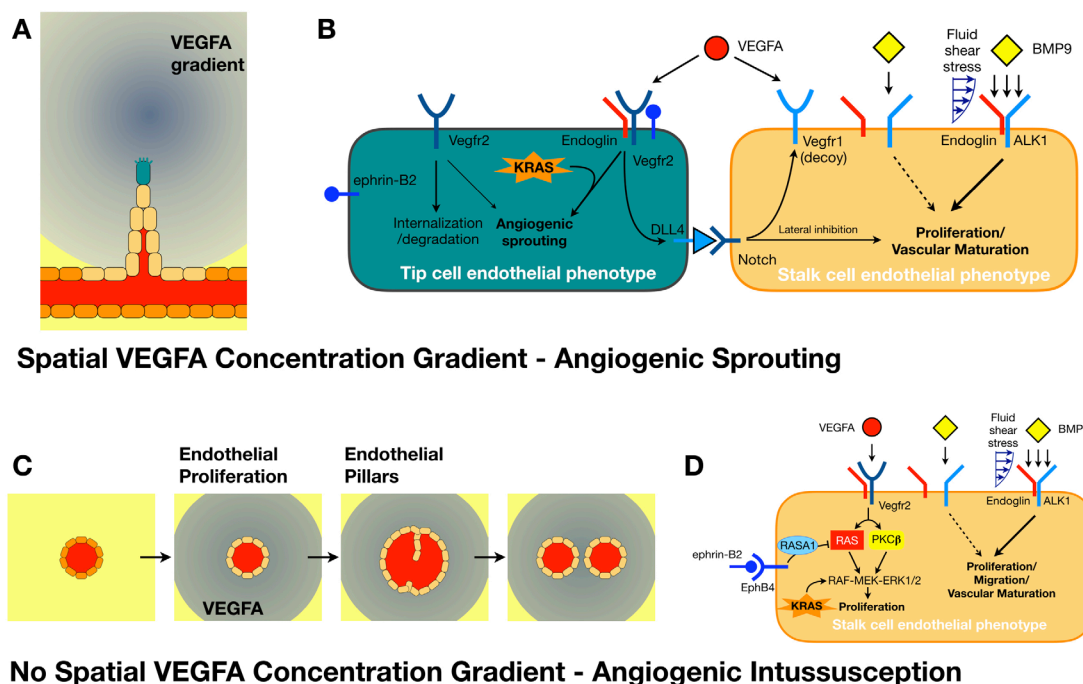 A
VEGFA
gradient
B
VEGFA
Fluid
shear
stress
BMP9
Vegfr2
Endoglin
Vegfr2
Vegfr1
(decoy)
Endoglin
ALK1
KRAS
ephrin-B2
Internalization
/degradation
Angiogenic
sprouting
DLL4
Notch
Lateral inhibition
Proliferation/
Vascular Maturation
Tip cell endothelial phenotype
Stalk cell endothelial phenotype
Spatial VEGFA Concentration Gradient - Angiogenic Sprouting
C
Endothelial
Proliferation
Endothelial
Pillars
VEGFA
D
VEGFA
Fluid
shear
stress
BMP
Vegfr2
Endoglin
ALK1
ephrin-B2
EphB4
RASA1
RAS
PKCβ
RAF-MEK-ERK1/2
KRAS
Proliferation
Proliferation/
Migration/
Vascular Maturation
Stalk cell endothelial phenotype
No Spatial VEGFA Concentration Gradient - Angiogenic Intussusception